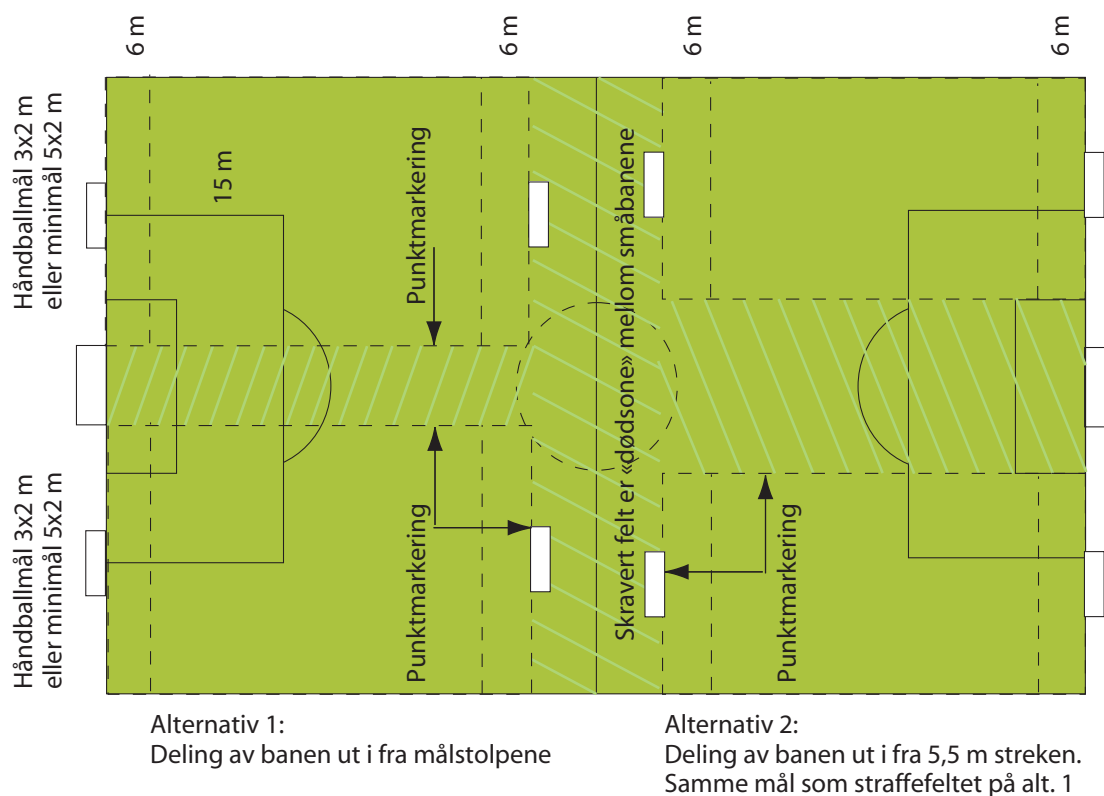 6 m
6 m
6 m
6 m
Håndballmål 3x2 m
eller minimål 5x2 m
Håndballmål 3x2 m
eller minimål 5x2 m
15 m
Punktmarkering
Punktmarkering
Skravert felt er «dødsone» mellom småbanene
Punktmarkering
Alternativ 1:
Deling av banen ut i fra målstolpene
Alternativ 2:
Deling av banen ut i fra 5,5 m streken.
Samme mål som straffefeltet på alt. 1